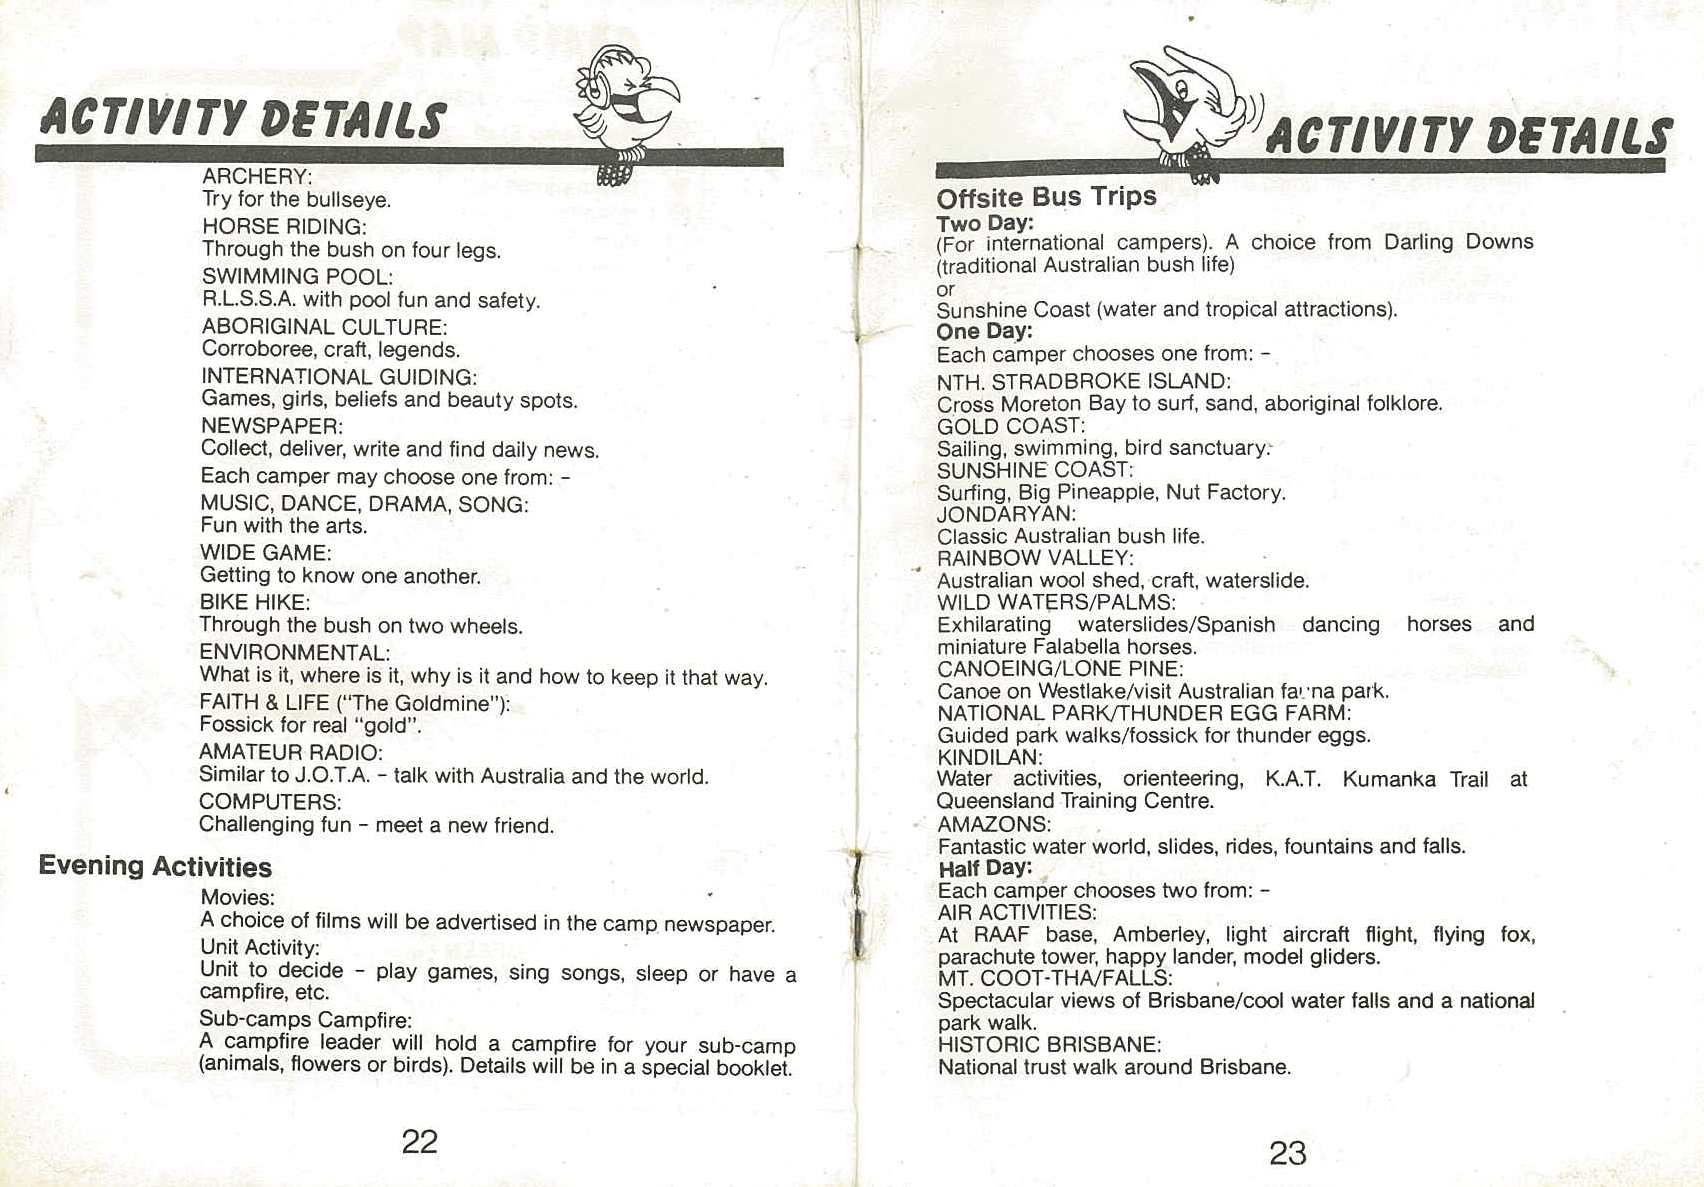 ACTIVITY DETAILS
ARCHERY:
Try for the bullseye.
HORSE RIDING:
Through the bush on four legs.
SWIMMING POOL:
R.L.S.S.A. with pool fun and safety.
ABORIGINAL CULTURE:
Corroboree, craft, legends.
INTERNATIONAL GUIDING:
Games, girls, beliefs and beauty spots.
NEWSPAPER:
Collect, deliver, write and find daily news.
Each camper may choose one from: –
MUSIC, DANCE, DRAMA, SONG:
Fun with the arts.
WIDE GAME:
Getting to know one another.
BIKE HIKE:
Through the bush on two wheels.
ENVIRONMENTAL:
What is it, where is it, why is it and how to keep it that way.
FAITH & LIFE ("The Goldmine"):
Fossick for real "gold".
AMATEUR RADIO:
Similar to J.O.T.A. – talk with Australia and the world.
COMPUTERS:
Challenging fun – meet a new friend.
Evening Activities
Movies:
A choice of films will be advertised in the camp newspaper.
Unit Activity:
Unit to decide – play games, sing songs, sleep or have a
campfire, etc.
Sub-camps Campfire:
A campfire leader will hold a campfire for your sub-camp
(animals, flowers or birds). Details will be in a special booklet.
22
ACTIVITY DETAILS
Offsite Bus Trips
Two Day:
(For international campers). A choice from Darling Downs
(traditional Australian bush life)
or
Sunshine Coast (water and tropical attractions).
One Day:
Each camper chooses one from: –
NTH. STRADBROKE ISLAND:
Cross Moreton Bay to surf, sand, aboriginal folklore.
GOLD COAST:
Sailing, swimming, bird sanctuary.
SUNSHINE COAST:
Surfing, Big Pineapple, Nut Factory.
JONDARYAN:
Classic Australian bush life.
RAINBOW VALLEY:
Australian wool shed, craft, waterslide.
WILD WATERS/PALMS:
Exhilarating waterslides/Spanish dancing horses and
miniature Falabella horses.
CANOEING/LONE PINE:
Canoe on Westlake/visit Australian fauna park.
NATIONAL PARK/THUNDER EGG FARM:
Guided park walks/fossick for thunder eggs.
KINDILAN:
Water activities, orienteering, K.A.T. Kumanka Trail at
Queensland Training Centre.
AMAZONS:
Fantastic water world, slides, rides, fountains and falls.
Half Day:
Each camper chooses two from: –
AIR ACTIVITIES:
At RAAF base, Amberley, light aircraft flight, flying fox,
parachute tower, happy lander, model gliders.
MT. COOT-THA/FALLS:
Spectacular views of Brisbane/cool water falls and a national
park walk.
HISTORIC BRISBANE:
National trust walk around Brisbane.
23